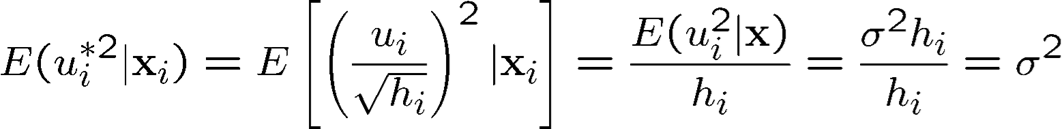 E(u_i^{*2}|\mathbf{x}_i) = E\left[\left(\frac{u_i}{\sqrt{h_i}}\right)^2 |\mathbf{x}_i\right] = \frac{E(u_i^2|\mathbf{x})}{h_i} = \frac{\sigma^2 h_i}{h_i} = \sigma^2